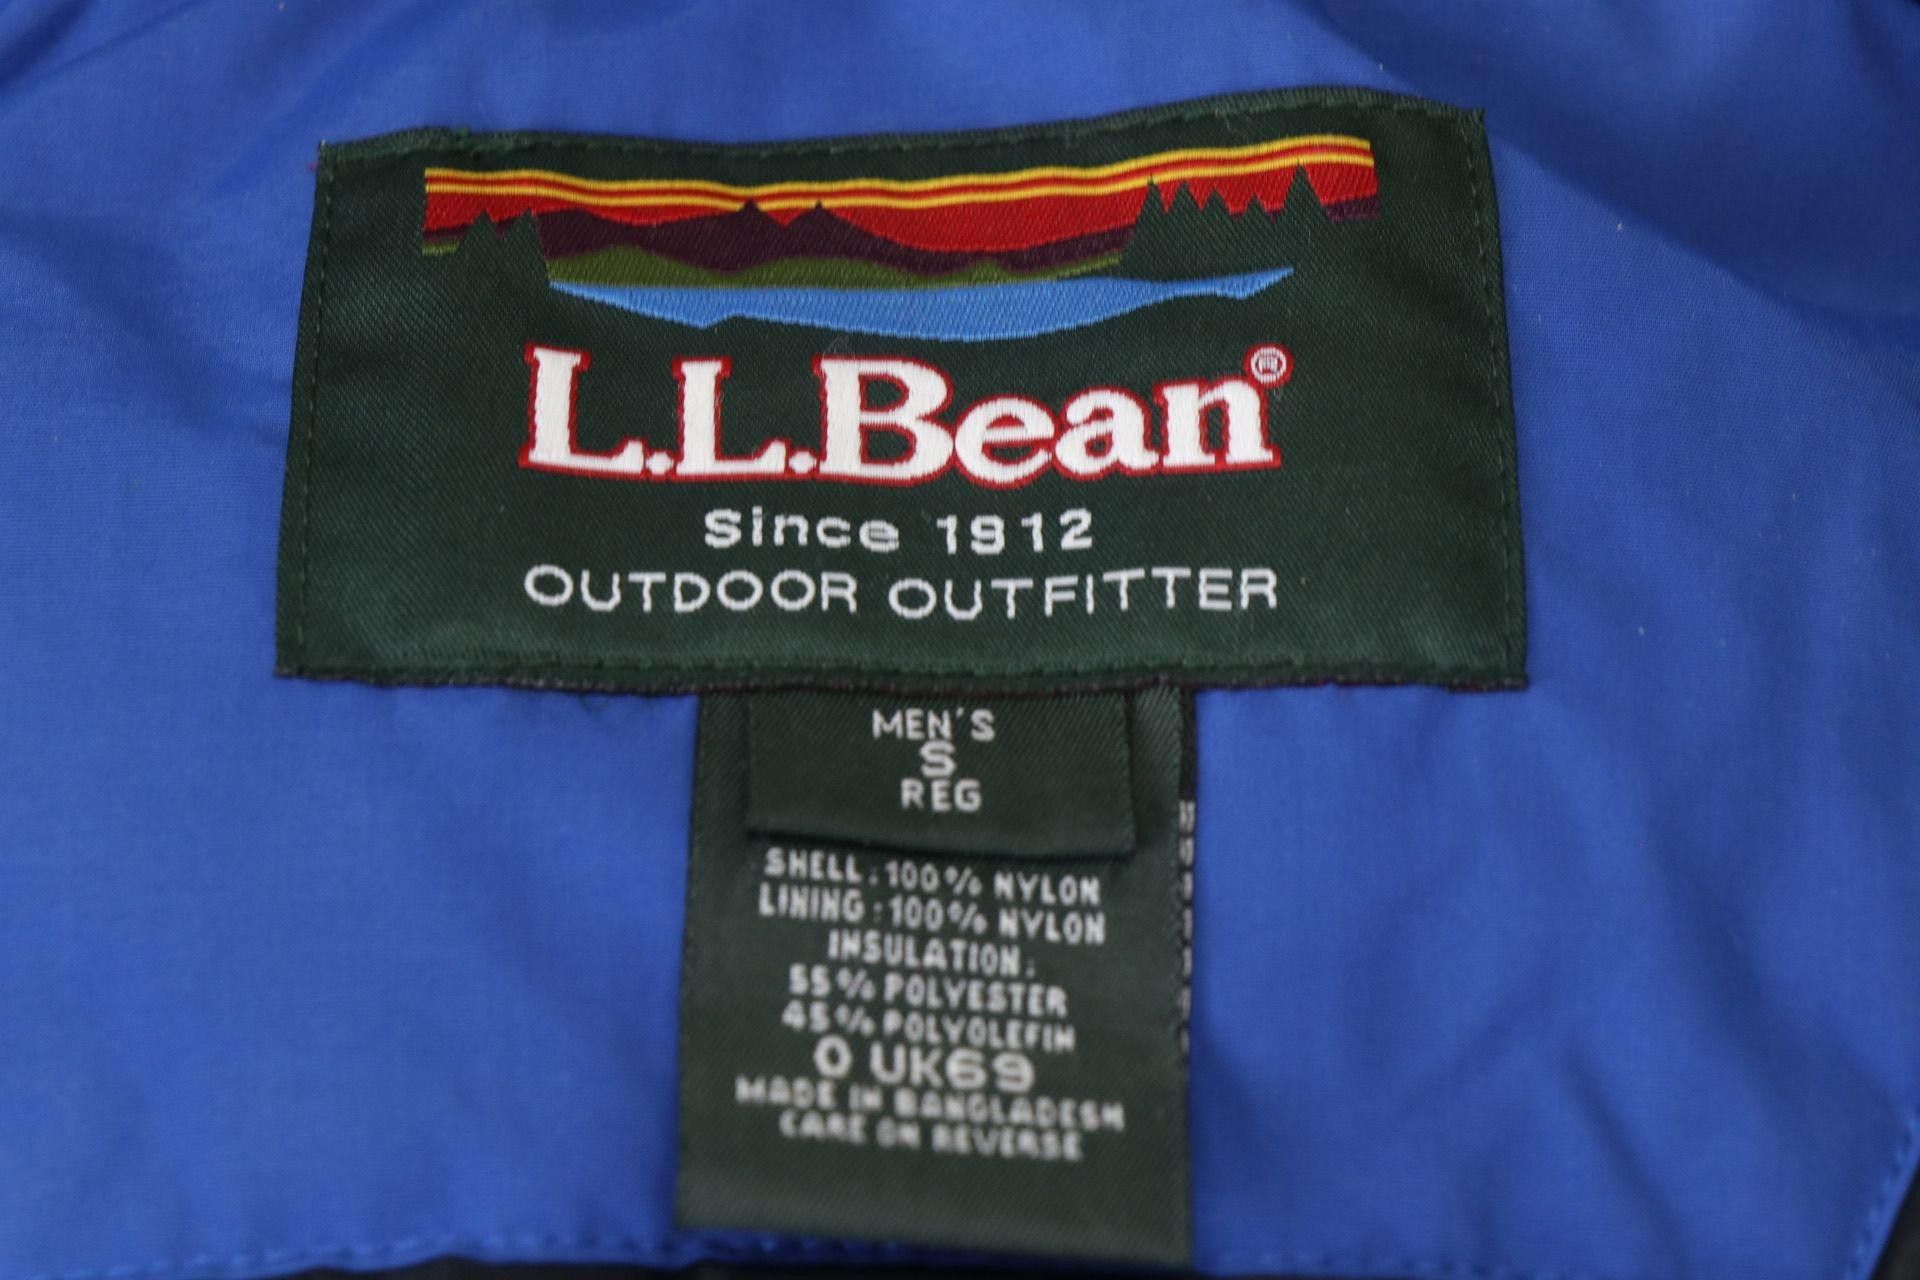 L.L.Bean®
Since 1912
OUTDOOR OUTFITTER
MEN'S
S
REG
SHELL: 100% NYLON
LINING: 100% NYLON
INSULATION:
55% POLYESTER
45% POLYOLEFIN
0 UK69
MADE IN BANGLADESH
CARE ON REVERSE